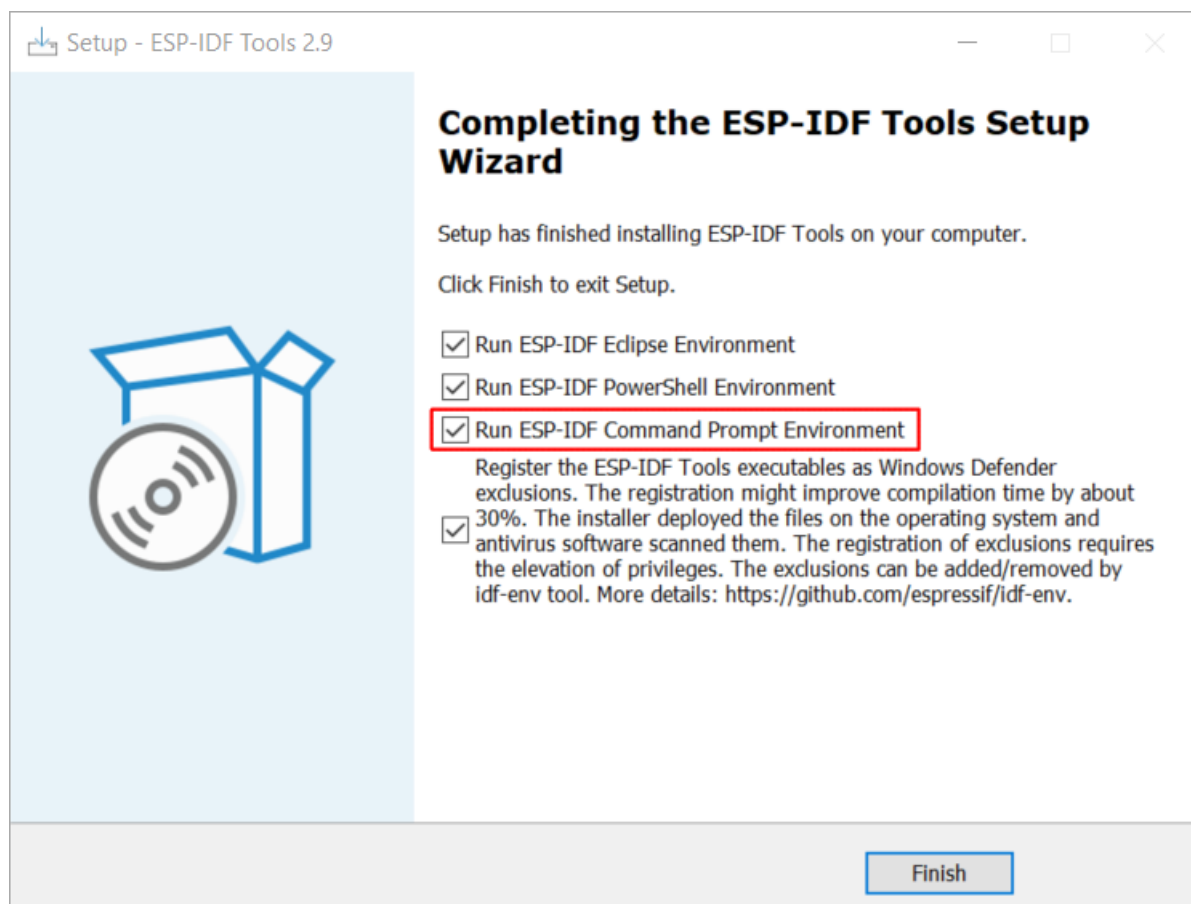 Setup - ESP-IDF Tools 2.9
Completing the ESP-IDF Tools Setup
Wizard
Setup has finished installing ESP-IDF Tools on your computer.
Click Finish to exit Setup.
Run ESP-IDF Eclipse Environment
Run ESP-IDF PowerShell Environment
Run ESP-IDF Command Prompt Environment
Register the ESP-IDF Tools executables as Windows Defender
exclusions. The registration might improve compilation time by about
30%. The installer deployed the files on the operating system and
antivirus software scanned them. The registration of exclusions requires
the elevation of privileges. The exclusions can be added/removed by
idf-env tool. More details: https://github.com/espressif/idf-env.
Finish